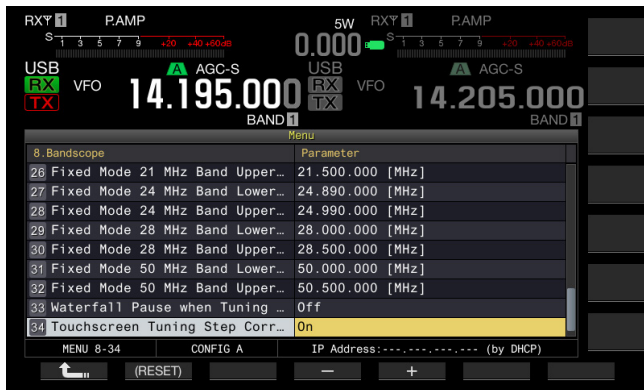 RX 1 P.AMP 5W RX 1 P.AMP
S 1 3 5 7 9 +20 +40 +60dB 0.000 S 1 3 5 7 9 +20 +40 +60dB
USB A AGC-S USB A AGC-S
RX TX VFO 14.195.000 RX TX VFO 14.205.000
BAND 1 BAND 1
Menu
8.Bandscope Parameter
26 Fixed Mode 21 MHz Band Upper… 21.500.000 [MHz]
27 Fixed Mode 24 MHz Band Lower… 24.890.000 [MHz]
28 Fixed Mode 24 MHz Band Upper… 24.990.000 [MHz]
29 Fixed Mode 28 MHz Band Lower… 28.000.000 [MHz]
30 Fixed Mode 28 MHz Band Upper… 28.500.000 [MHz]
31 Fixed Mode 50 MHz Band Lower… 50.000.000 [MHz]
32 Fixed Mode 50 MHz Band Upper… 50.500.000 [MHz]
33 Waterfall Pause when Tuning … Off
34 Touchscreen Tuning Step Corr… On
MENU 8-34 CONFIG A IP Address:---.---.---.--- (by DHCP)
(RESET) − +